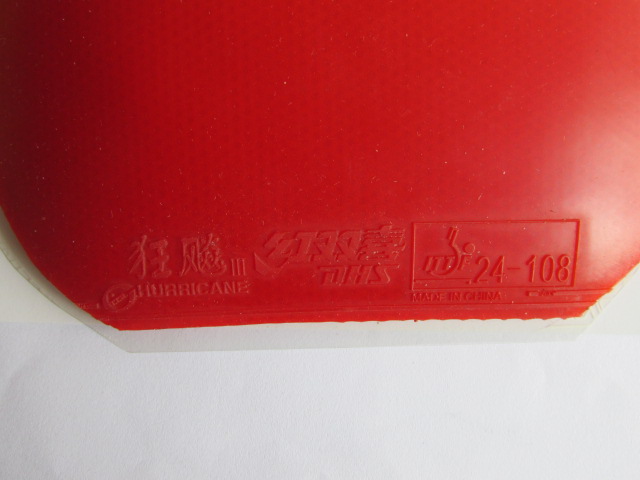 狂飚III
HURRICANE
红双喜
DHS
ITTF 24-108
MADE IN CHINA